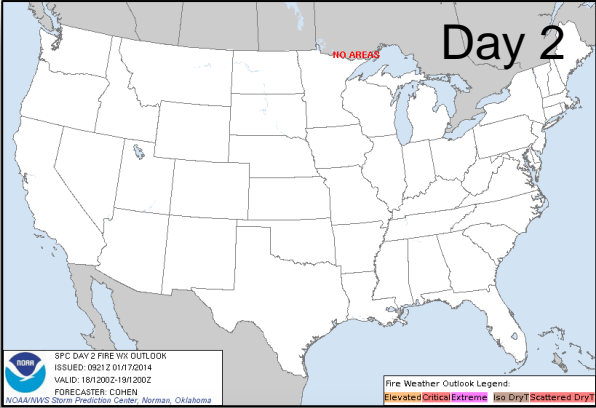 Day 2
NO AREAS
NOAA
SPC DAY 2 FIRE WX OUTLOOK
ISSUED: 0921Z 01/17/2014
VALID: 18/1200Z-19/1200Z
FORECASTER: COHEN
NOAA/NWS Storm Prediction Center, Norman, Oklahoma
Fire Weather Outlook Legend:
Elevated Critical Extreme Iso DryT Scattered DryT